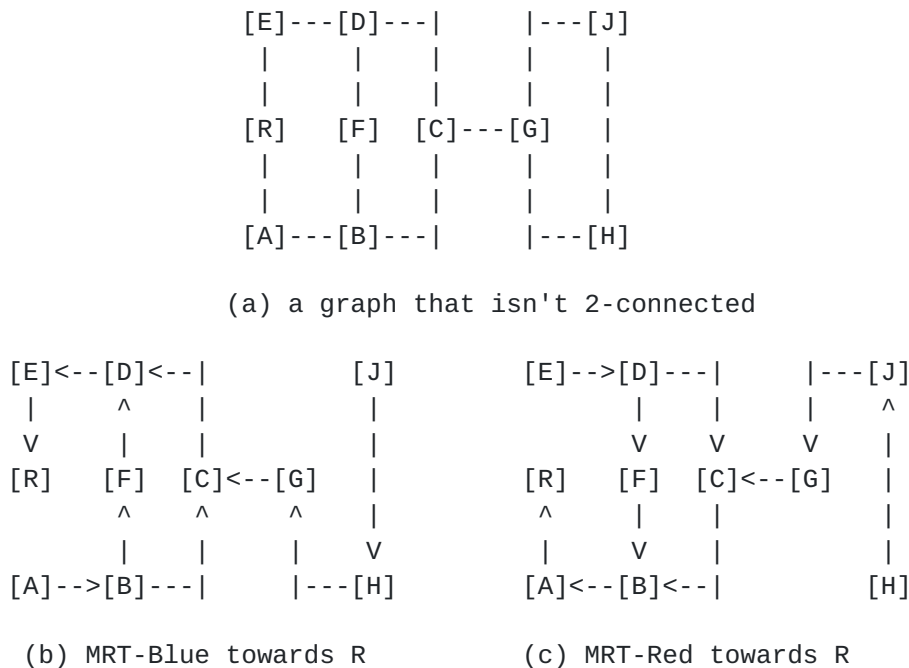 [E]---[D]---|     |---[J]
|     |    |     |    |
|     |    |     |    |
[R]   [F]  [C]---[G]    |
|     |    |     |    |
|     |    |     |    |
[A]---[B]---|     |---[H]
(a) a graph that isn't 2-connected
[E]<--[D]<--|         [J]          [E]-->[D]---|     |---[J]
|     ^    |          |                |    |     |    ^
V     |    |          |                V    V     V    |
[R]   [F]  [C]<--[G]   |           [R]   [F]  [C]<--[G]   |
^    ^     ^    |            ^     |    |          |
|    |     |    V            |     V    |          |
[A]-->[B]---|     |---[H]          [A]<--[B]<--|         [H]
(b) MRT-Blue towards R          (c) MRT-Red towards R